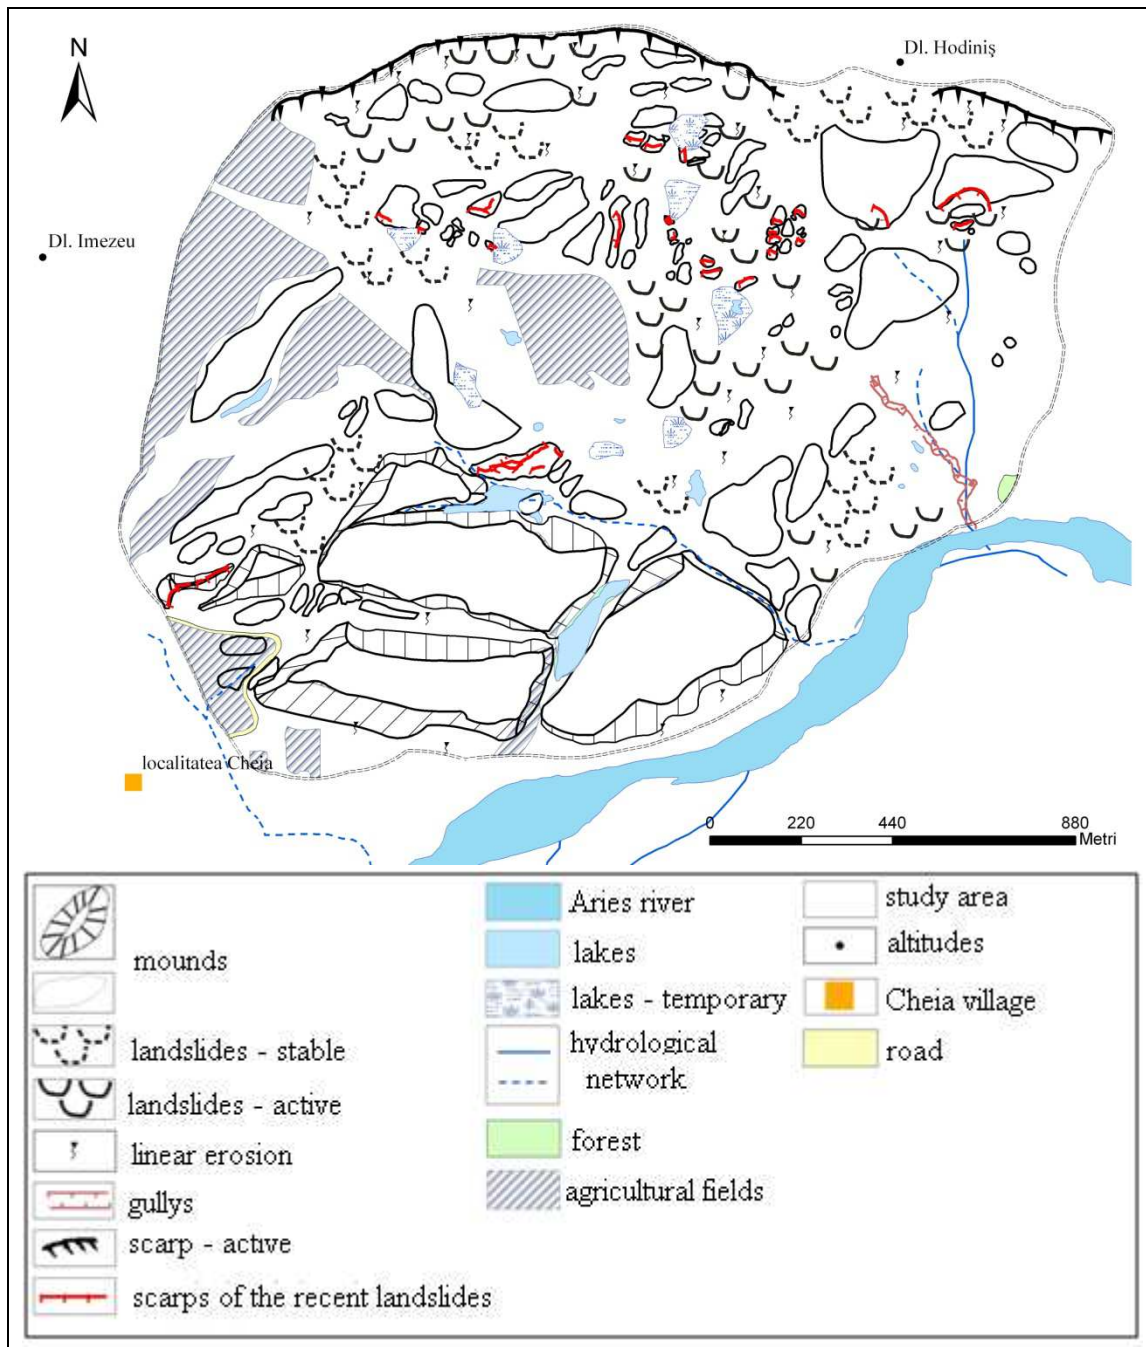 N
Dl. Hodiniş
Dl. Imezeu
localitatea Cheia
0 220 440 880
Metri
mounds
landslides - stable
landslides - active
linear erosion
gullys
scarp - active
scarps of the recent landslides
Aries river
lakes
lakes - temporary
hydrological
network
forest
agricultural fields
study area
altitudes
Cheia village
road